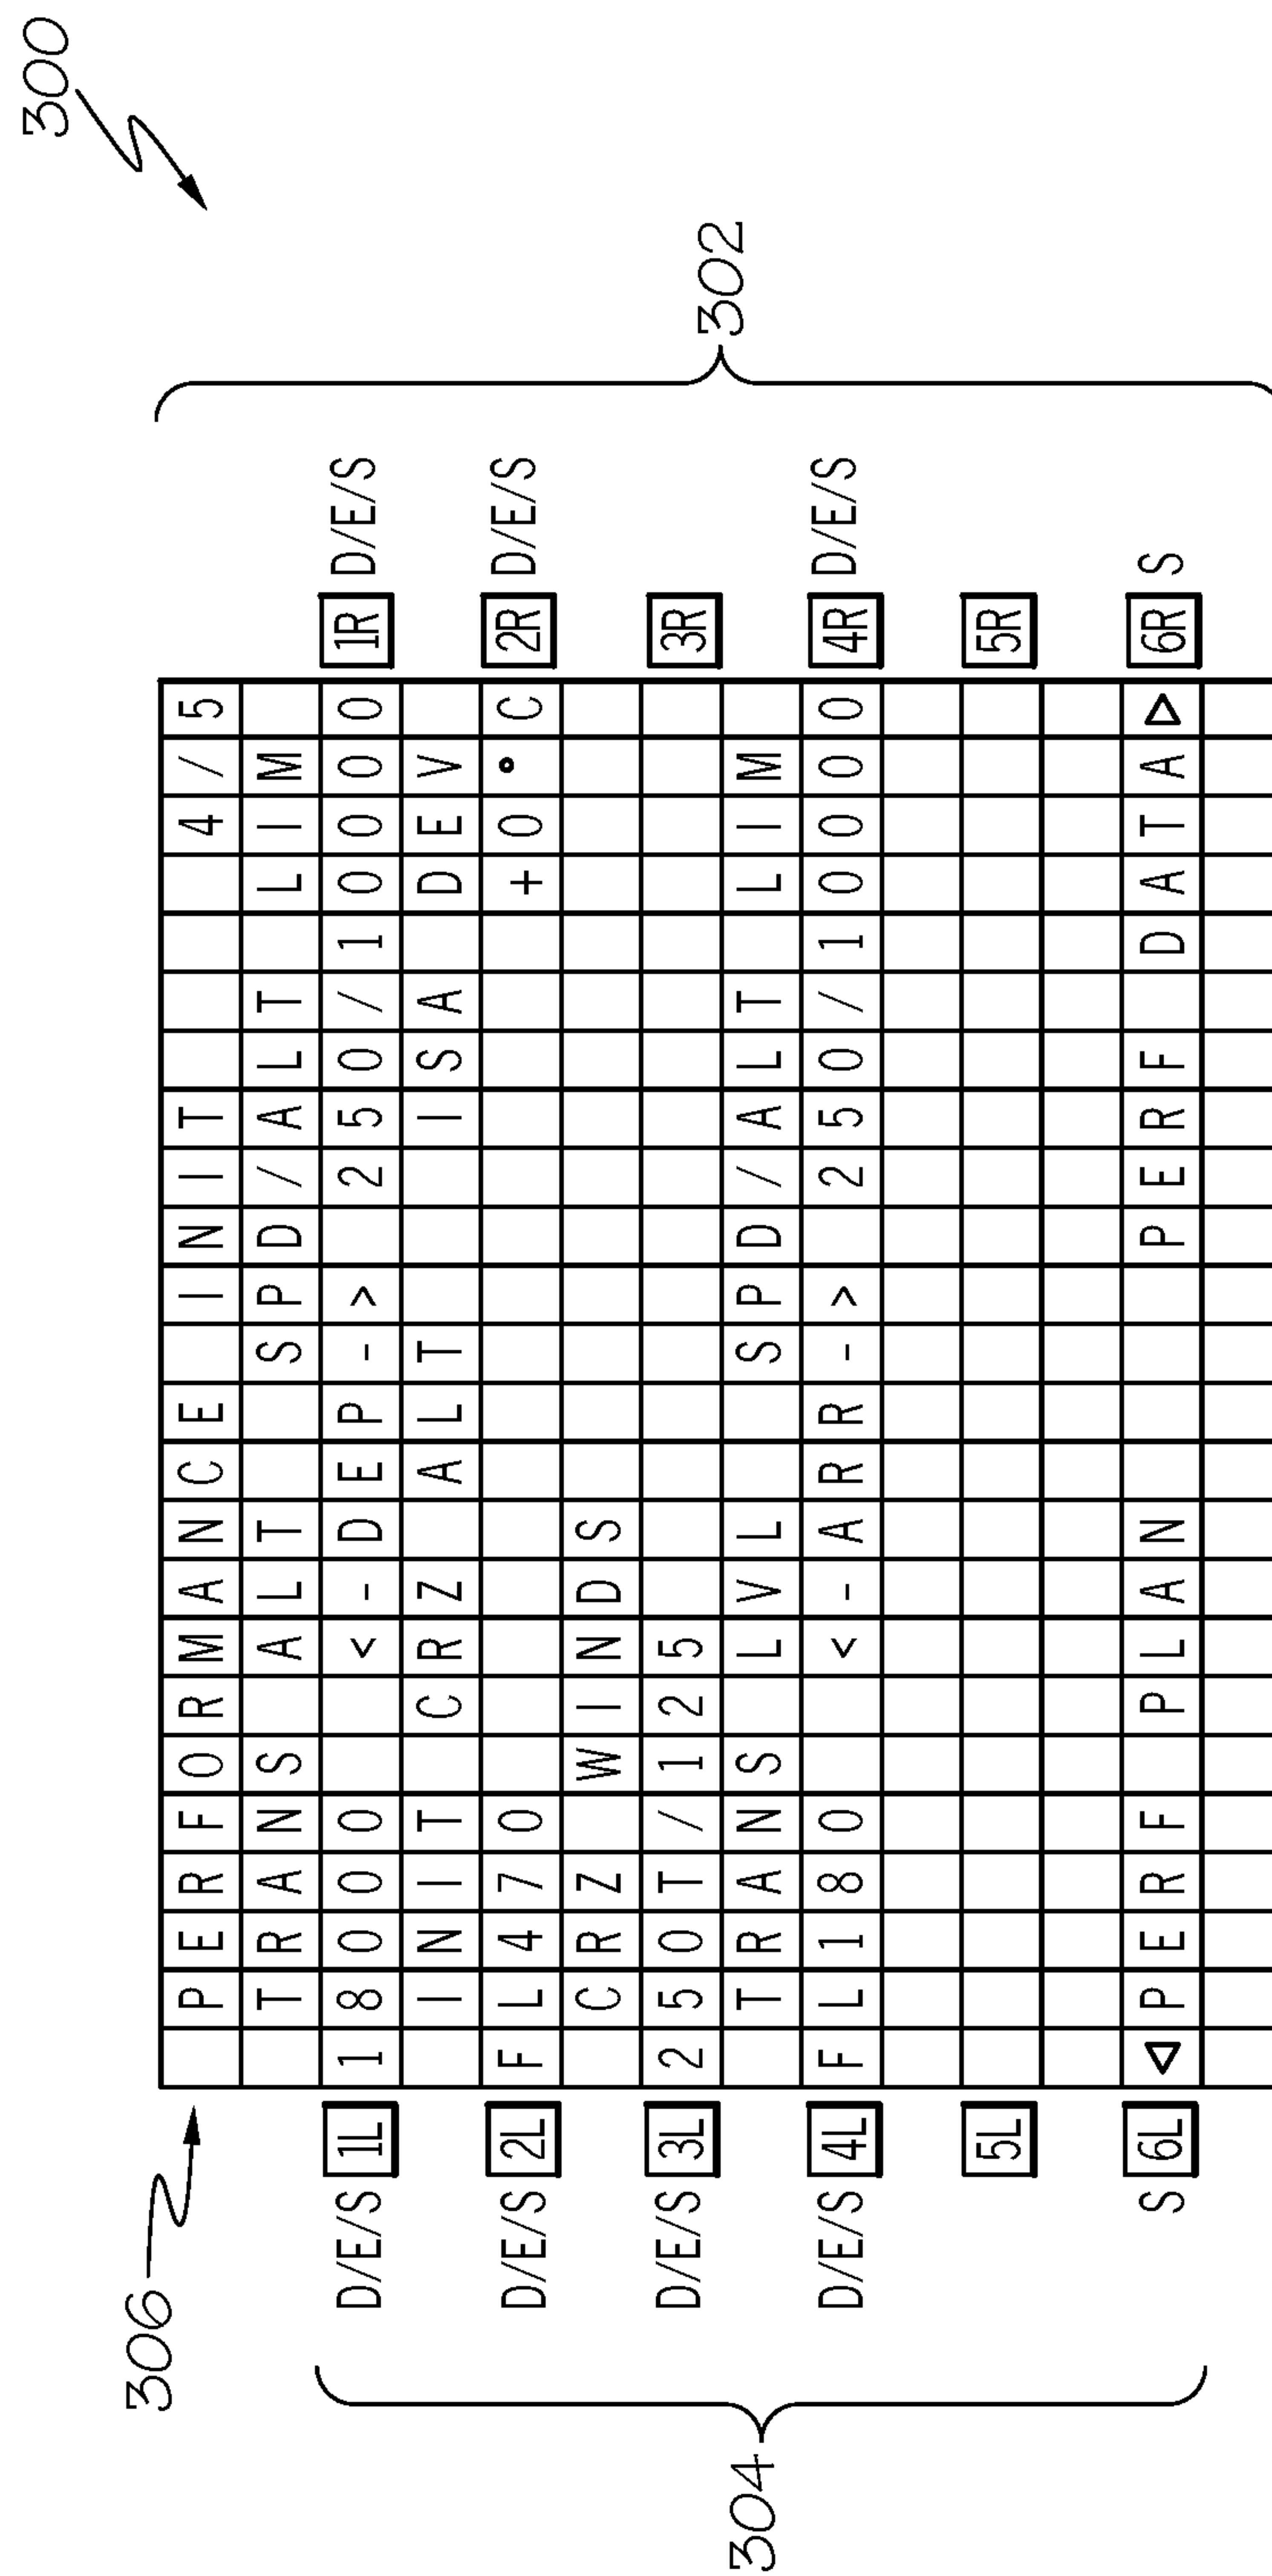 300
306
PERFORMANCE INIT 4/5
TRANS ALT SPD/ALT LIM
D/E/S 1L 18000 <-DEP-> 250/10000 1R D/E/S
INIT CRZ ALT ISA DEV
D/E/S 2L FL470 +0°C 2R D/E/S
CRZ WINDS
D/E/S 3L 250T/125 3R
TRANS LVL SPD/ALT LIM
D/E/S 4L FL180 <-ARR-> 250/10000 4R D/E/S
5L 5R
S 6L ◁PERF PLAN PERF DATA▷ 6R S
304
302